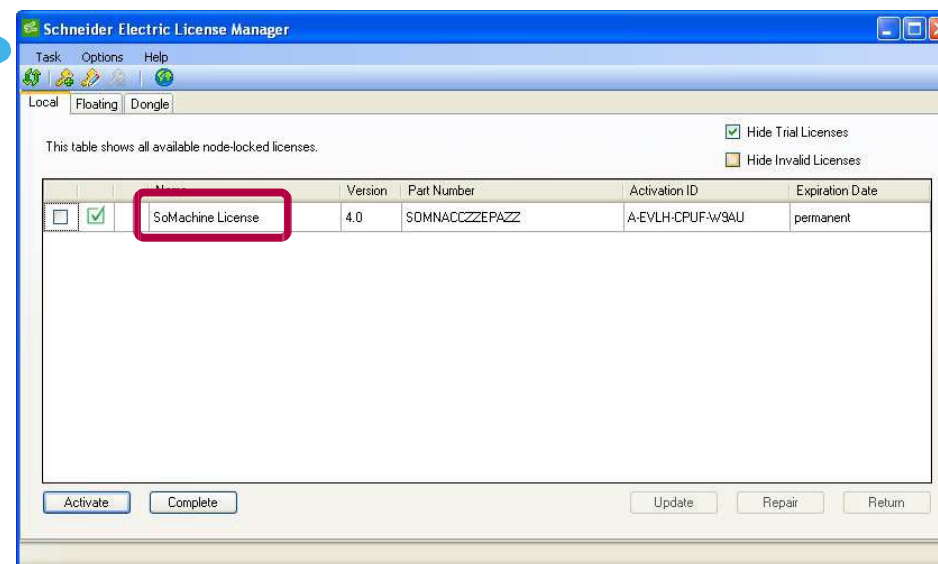 Schneider Electric License Manager
Task Options Help
Local Floating Dongle
This table shows all available node-locked licenses.
Hide Trial Licenses
Hide Invalid Licenses
Name Version Part Number Activation ID Expiration Date
SoMachine License 4.0 SOMNACCZZEPAZZ A-EVLH-CPUF-W9AU permanent
Activate Complete Update Repair Return